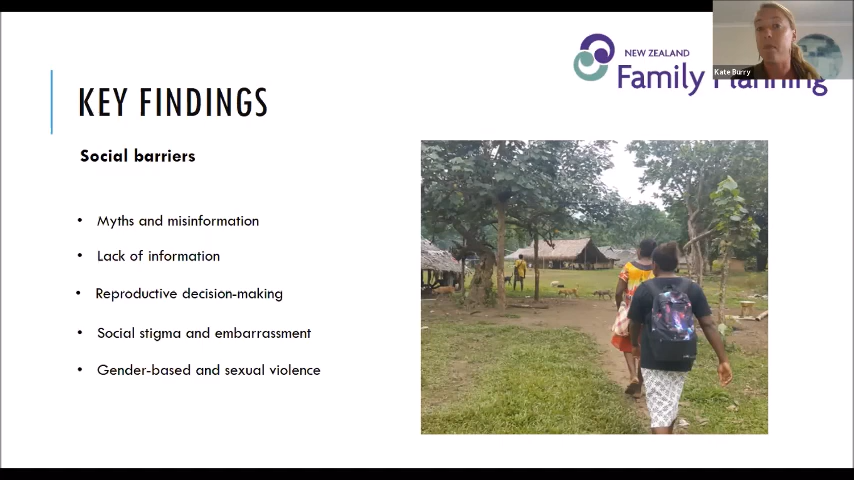 NEW ZEALAND
Family Planning
Kate Burry
KEY FINDINGS
Social barriers
• Myths and misinformation
• Lack of information
• Reproductive decision-making
• Social stigma and embarrassment
• Gender-based and sexual violence